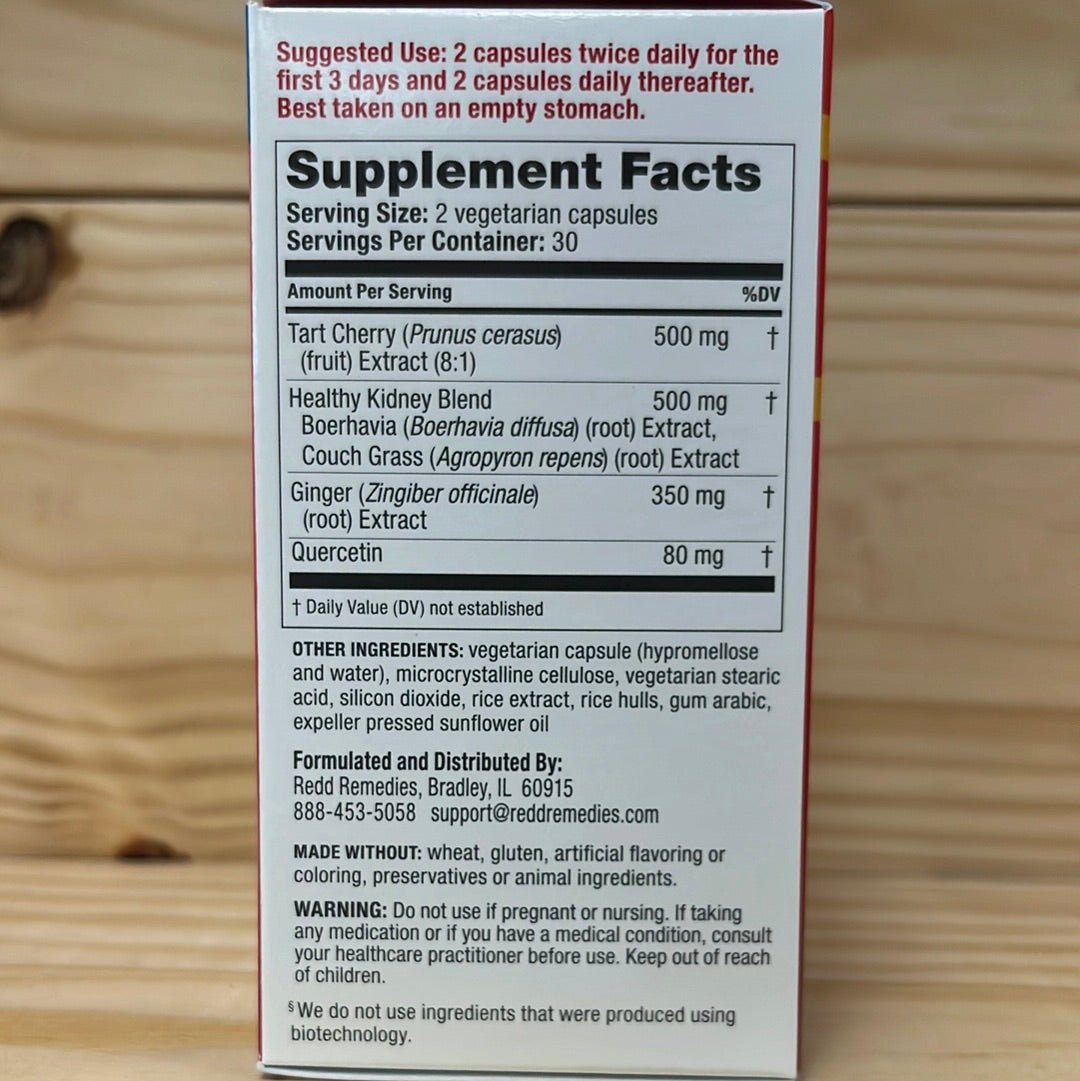 Suggested Use: 2 capsules twice daily for the
first 3 days and 2 capsules daily thereafter.
Best taken on an empty stomach.
Supplement Facts
Serving Size: 2 vegetarian capsules
Servings Per Container: 30
Amount Per Serving %DV
Tart Cherry (Prunus cerasus) 500 mg †
(fruit) Extract (8:1)
Healthy Kidney Blend 500 mg †
Boerhavia (Boerhavia diffusa) (root) Extract,
Couch Grass (Agropyron repens) (root) Extract
Ginger (Zingiber officinale) 350 mg †
(root) Extract
Quercetin 80 mg †
† Daily Value (DV) not established
OTHER INGREDIENTS: vegetarian capsule (hypromellose
and water), microcrystalline cellulose, vegetarian stearic
acid, silicon dioxide, rice extract, rice hulls, gum arabic,
expeller pressed sunflower oil
Formulated and Distributed By:
Redd Remedies, Bradley, IL 60915
888-453-5058 support@reddremedies.com
MADE WITHOUT: wheat, gluten, artificial flavoring or
coloring, preservatives or animal ingredients.
WARNING: Do not use if pregnant or nursing. If taking
any medication or if you have a medical condition, consult
your healthcare practitioner before use. Keep out of reach
of children.
§ We do not use ingredients that were produced using
biotechnology.